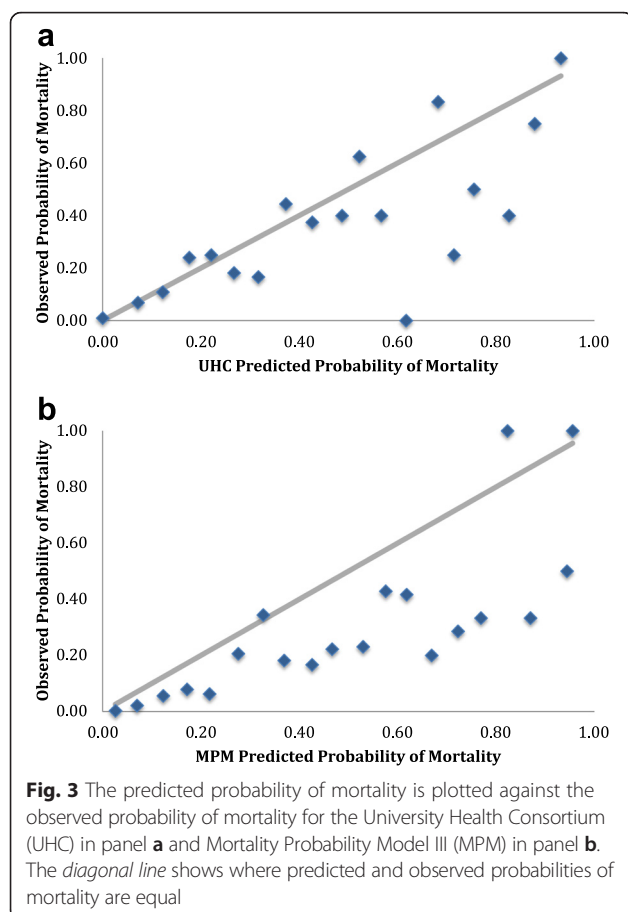 a
1.00
0.80
0.60
0.40
0.20
0.00
Observed Probability of Mortality
0.00 0.20 0.40 0.60 0.80 1.00
UHC Predicted Probability of Mortality
b
1.00
0.80
0.60
0.40
0.20
0.00
Observed Probability of Mortality
0.00 0.20 0.40 0.60 0.80 1.00
MPM Predicted Probability of Mortality
Fig. 3 The predicted probability of mortality is plotted against the
observed probability of mortality for the University Health Consortium
(UHC) in panel a and Mortality Probability Model III (MPM) in panel b.
The diagonal line shows where predicted and observed probabilities of
mortality are equal